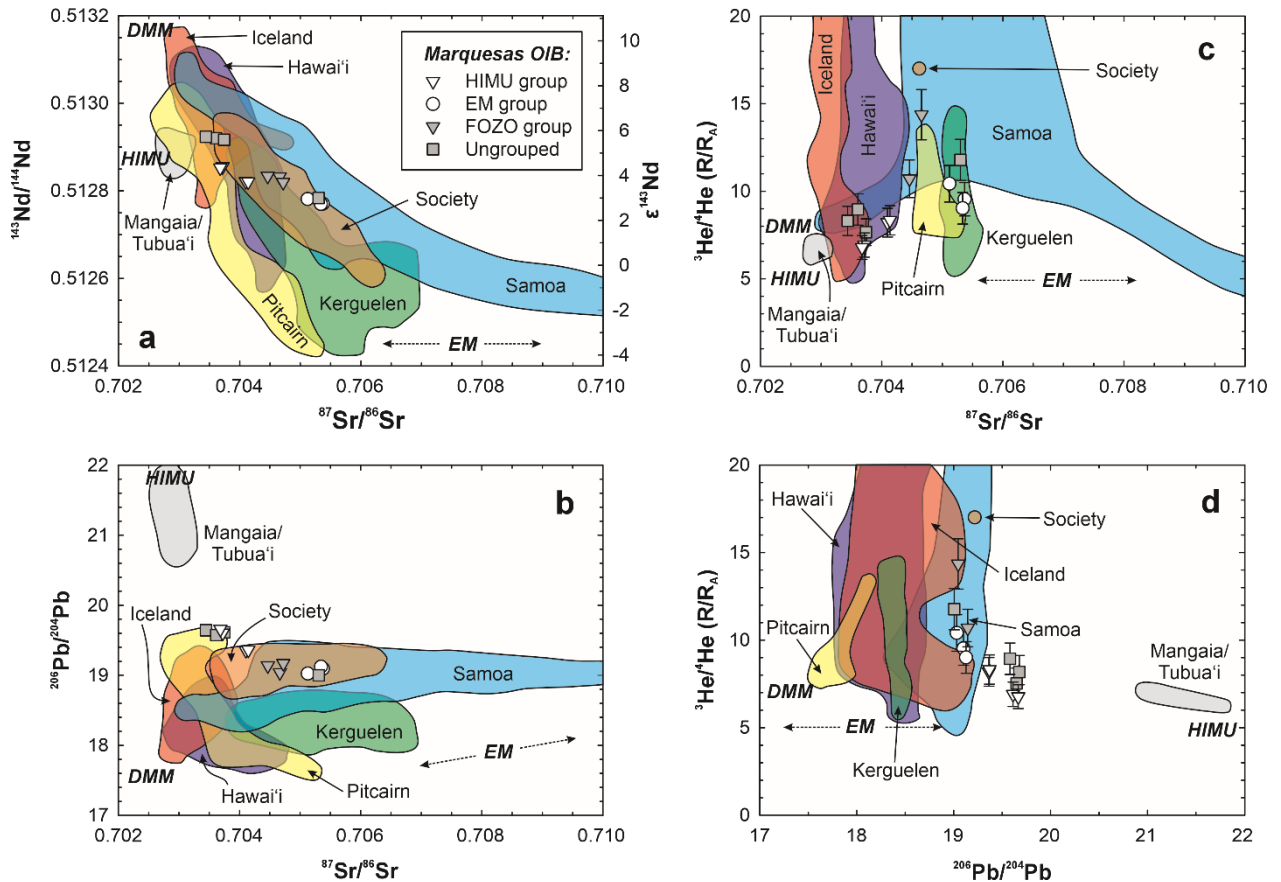 0.5132
0.5130
0.5128
0.5126
0.5124
¹⁴³Nd/¹⁴⁴Nd
DMM
Iceland
Hawai‘i
HIMU
Mangaia/
Tubua‘i
Pitcairn
Kerguelen
Society
Samoa
EM
a
Marquesas OIB:
HIMU group
EM group
FOZO group
Ungrouped
10
8
6
4
2
0
-2
-4
ε¹⁴³Nd
0.702
0.704
0.706
0.708
0.710
⁸⁷Sr/⁸⁶Sr
20
15
10
5
0
³He/⁴He (R/Rₐ)
Iceland
Hawai‘i
c
Society
Samoa
DMM
HIMU
Mangaia/
Tubua‘i
Pitcairn
Kerguelen
EM
0.702
0.704
0.706
0.708
0.710
⁸⁷Sr/⁸⁶Sr
22
21
20
19
18
17
²⁰⁶Pb/²⁰⁴Pb
HIMU
b
Mangaia/
Tubua‘i
Iceland
Society
Samoa
Kerguelen
EM
DMM
Hawai‘i
Pitcairn
0.702
0.704
0.706
0.708
0.710
⁸⁷Sr/⁸⁶Sr
20
15
10
5
0
³He/⁴He (R/Rₐ)
Hawai‘i
d
Society
Iceland
Pitcairn
Samoa
Mangaia/
Tubua‘i
DMM
EM
HIMU
Kerguelen
17
18
19
20
21
22
²⁰⁶Pb/²⁰⁴Pb